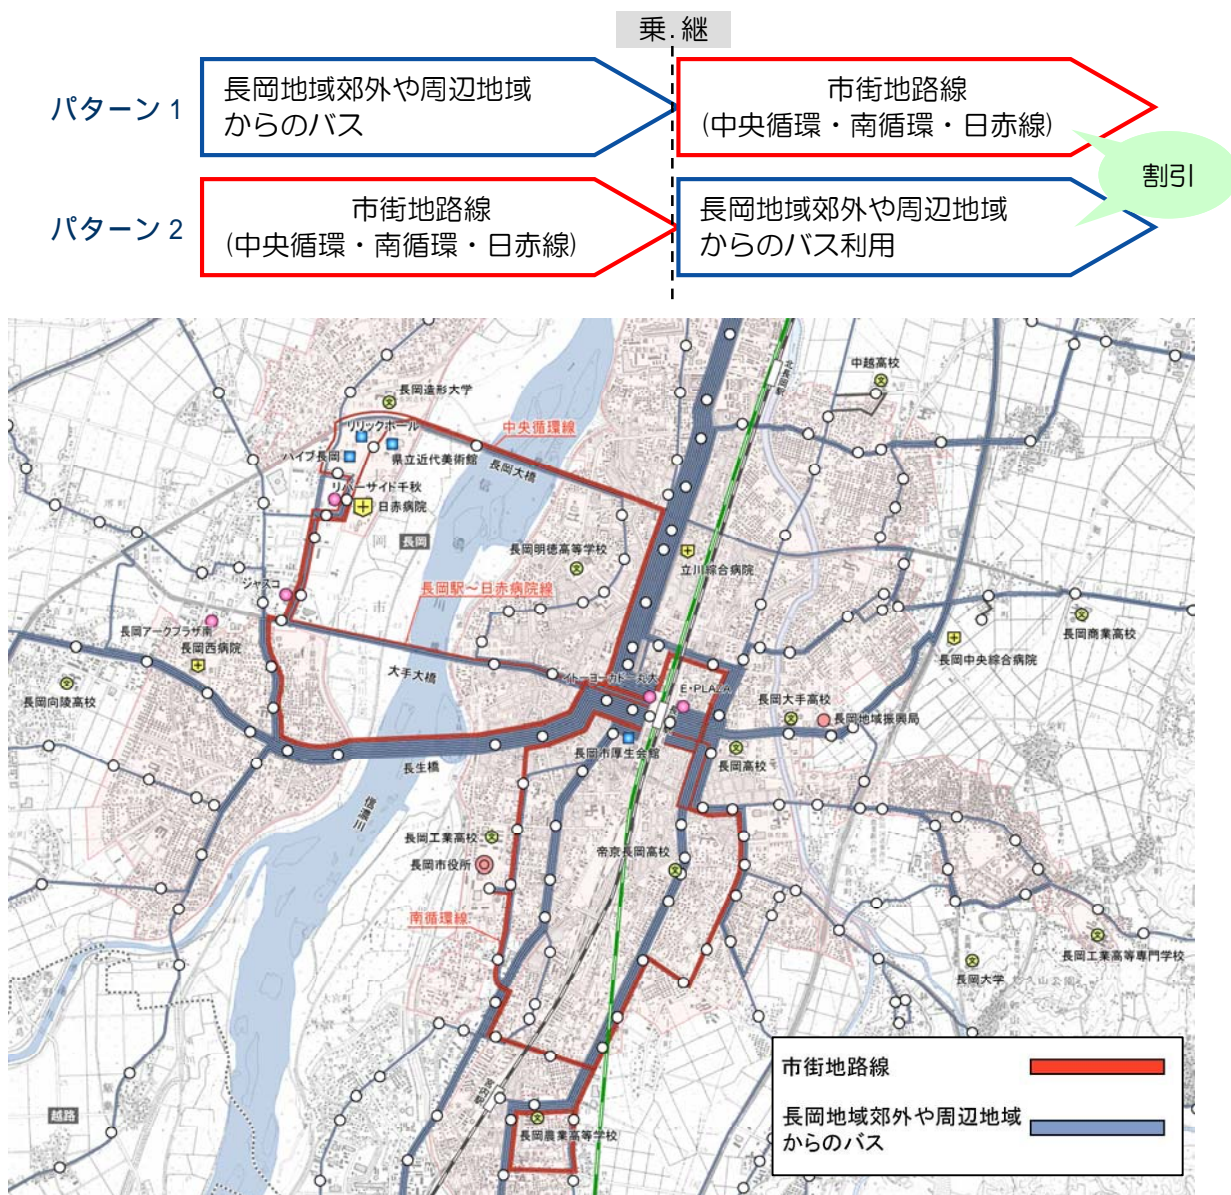 乗.継
パターン 1
長岡地域郊外や周辺地域
からのバス
市街地路線
(中央循環・南循環・日赤線)
割引
パターン 2
市街地路線
(中央循環・南循環・日赤線)
長岡地域郊外や周辺地域
からのバス利用
北長岡駅
中越高校
長岡造形大学
リリックホール
中央循環線
ハイブ長岡
県立近代美術館
長岡大橋
リバーサイド千秋
日赤病院
長岡
長岡明徳高等学校
立川綜合病院
ジャスコ
長岡駅〜日赤病院線
長岡アークプラザ南
長岡西病院
長岡商業高校
長岡中央綜合病院
大手大橋
イトーヨーカドー丸大
E・PLAZA
長岡向陵高校
長岡大手高校
長岡地域振興局
長岡市厚生会館
長岡高校
長生橋
信濃川
長岡工業高校
長岡市役所
帝京長岡高校
南循環線
長岡大学
長岡工業高等専門学校
宮内駅
越路
長岡農業高等学校
市街地路線
長岡地域郊外や周辺地域
からのバス